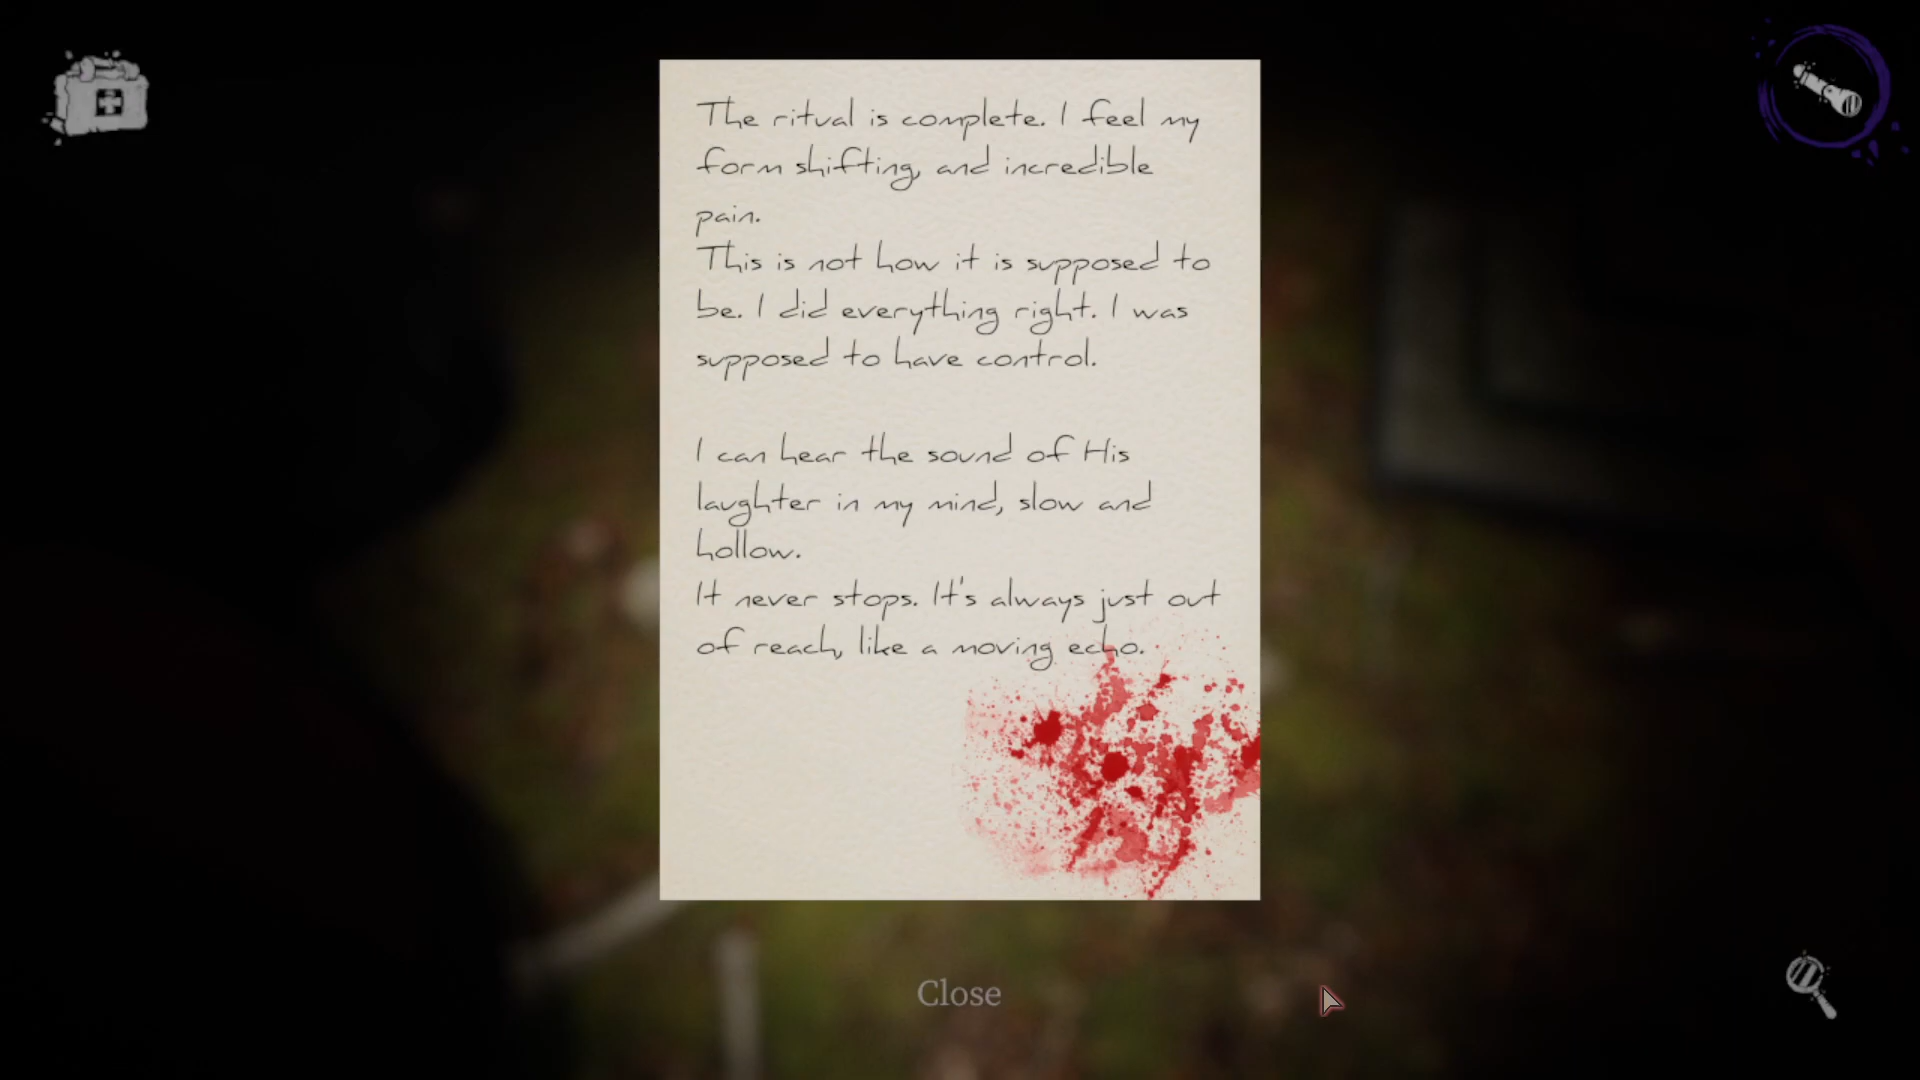 The ritual is complete. I feel my
form shifting, and incredible
pain.
This is not how it is supposed to
be. I did everything right. I was
supposed to have control.
I can hear the sound of His
laughter in my mind, slow and
hollow.
It never stops. It's always just out
of reach, like a moving echo.
Close